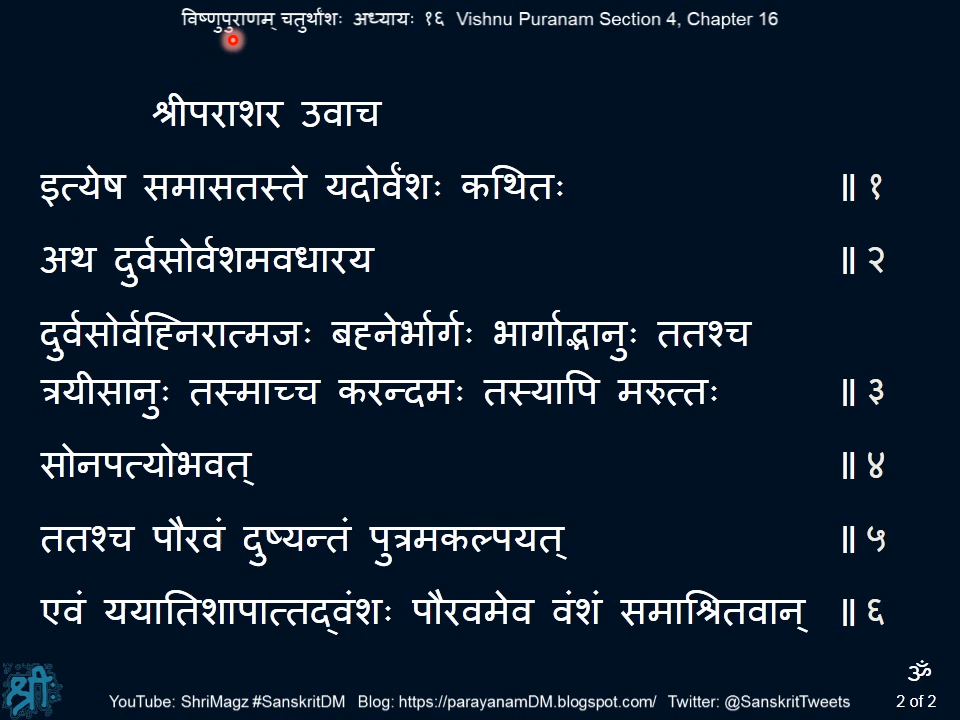 विष्णुपुराणम् चतुर्थांशः अध्यायः १६ Vishnu Puranam Section 4, Chapter 16
श्रीपराशर उवाच
इत्येष समासतस्ते यदोर्वंशः कथितः ॥ १
अथ दुर्वसोर्वशमवधारय ॥ २
दुर्वसोर्वह्निरात्मजः बह्नेर्भार्गः भार्गाद्भानुः ततश्च
त्रयीसानुः तस्माच्च करन्दमः तस्यापि मरुत्तः ॥ ३
सोनपत्योभवत् ॥ ४
ततश्च पौरवं दुष्यन्तं पुत्रमकल्पयत् ॥ ५
एवं ययातिशापात्तद्वंशः पौरवमेव वंशं समाश्रितवान् ॥ ६
ॐ
श्रीः
YouTube: ShriMagz #SanskritDM Blog: https://parayanamDM.blogspot.com/ Twitter: @SanskritTweets 2 of 2